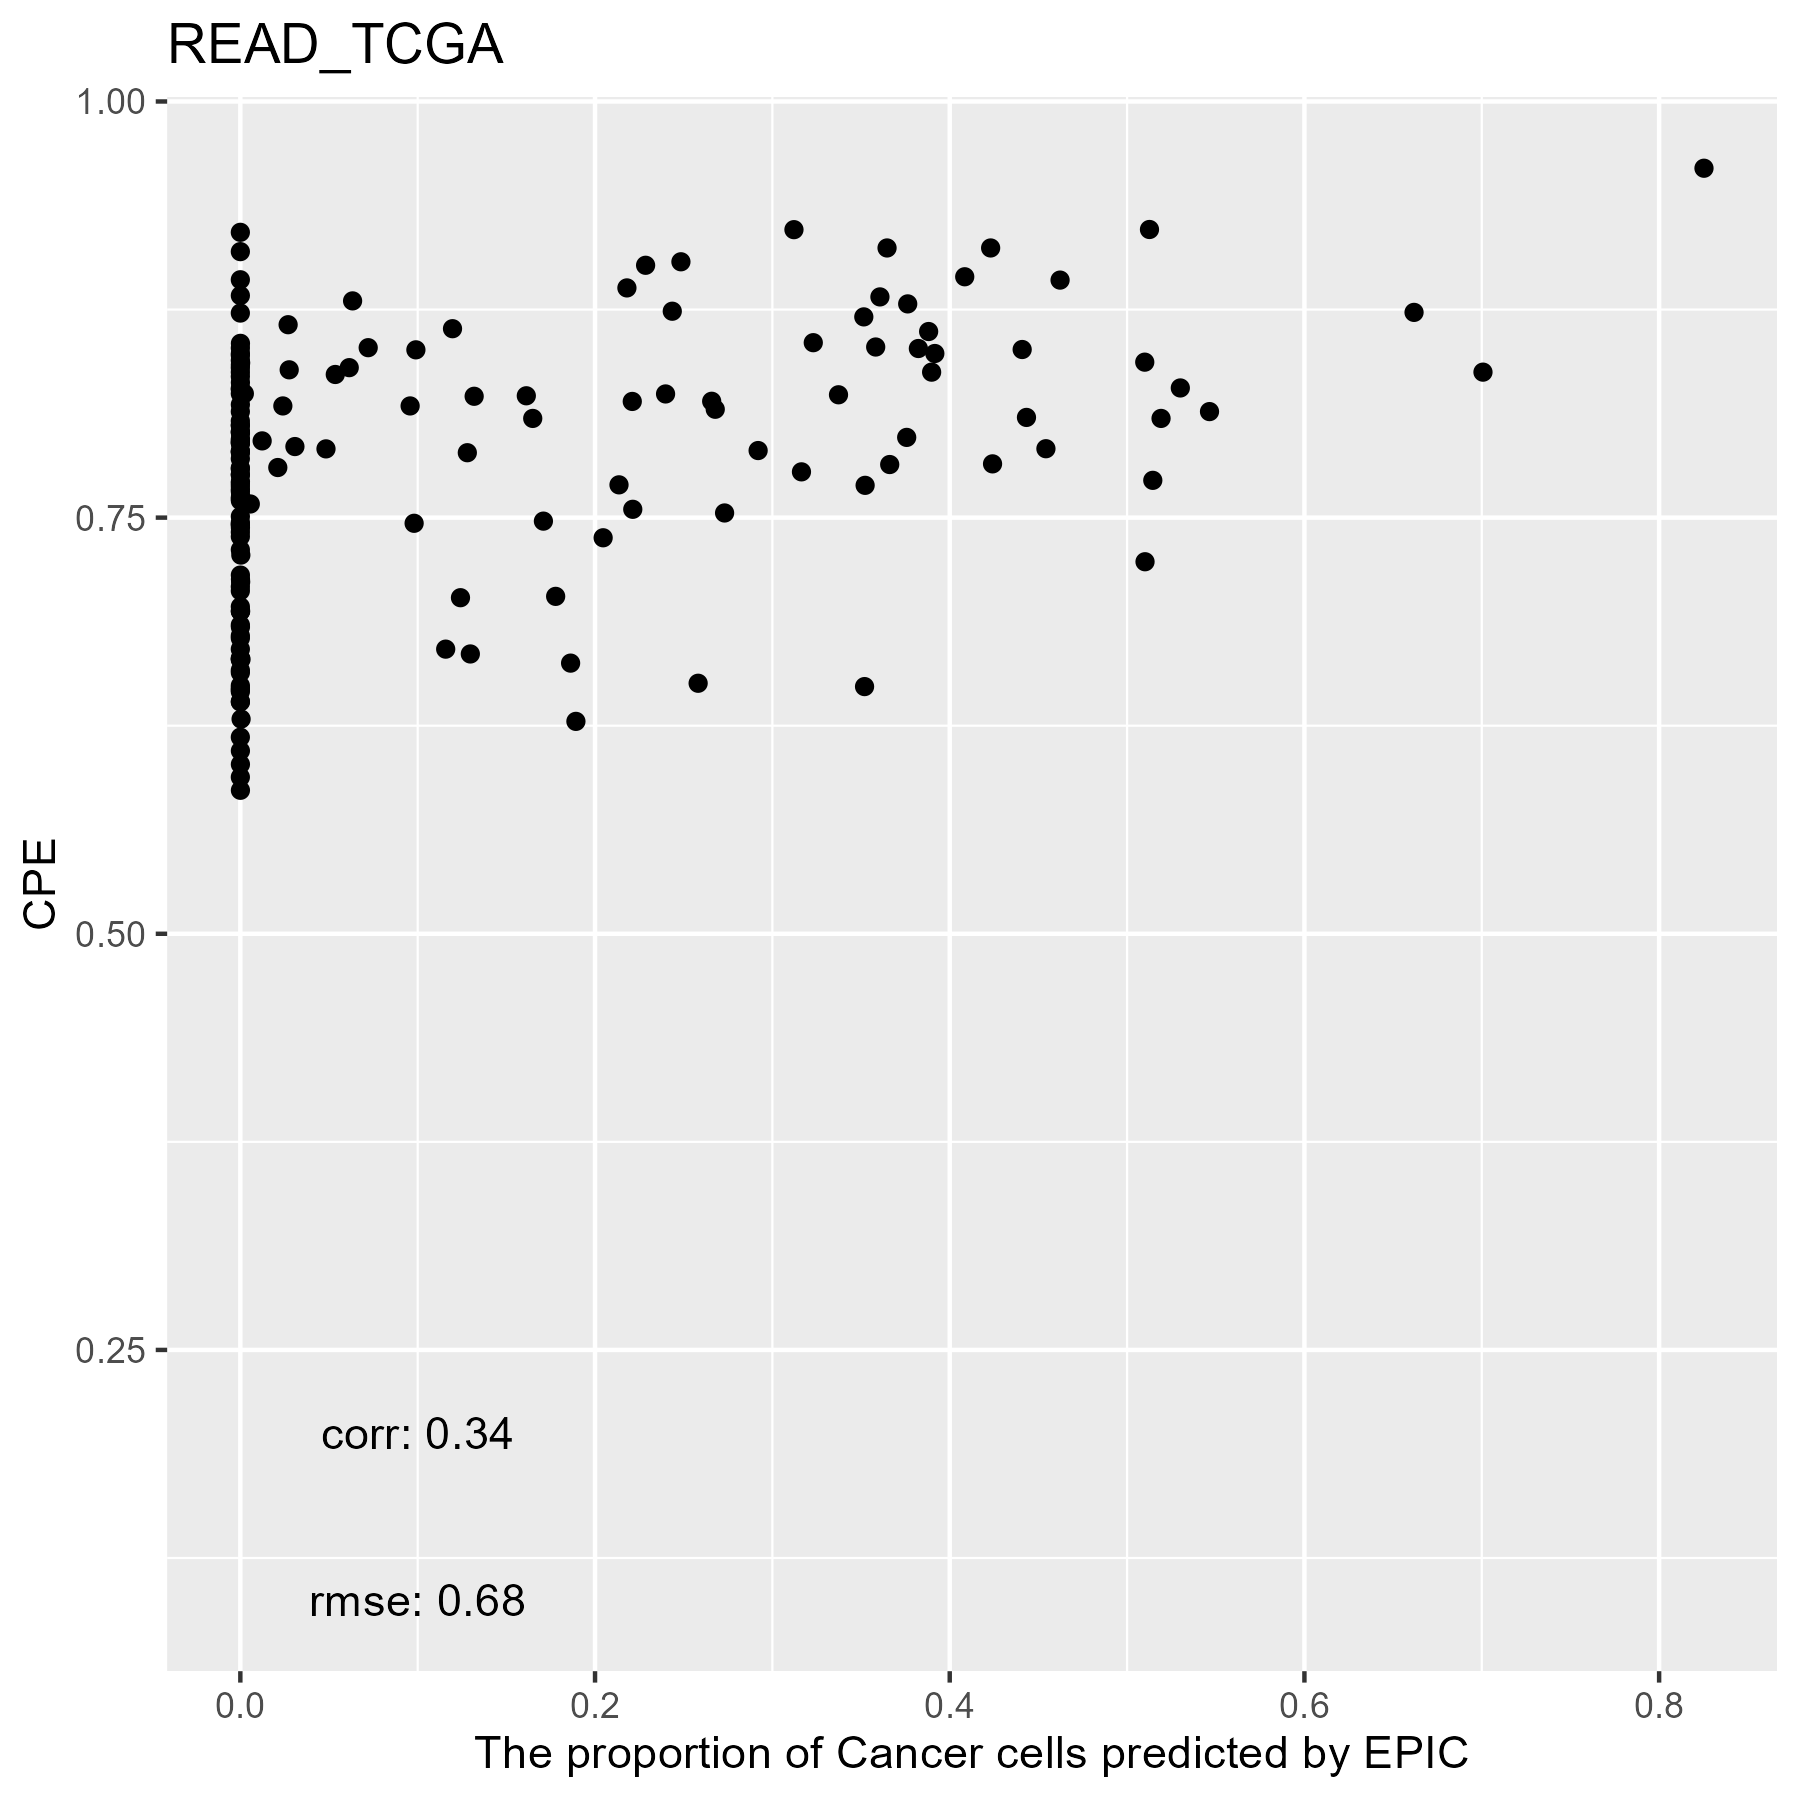 READ_TCGA
1.00
0.75
0.50
0.25
CPE
corr: 0.34
rmse: 0.68
0.0 0.2 0.4 0.6 0.8
The proportion of Cancer cells predicted by EPIC